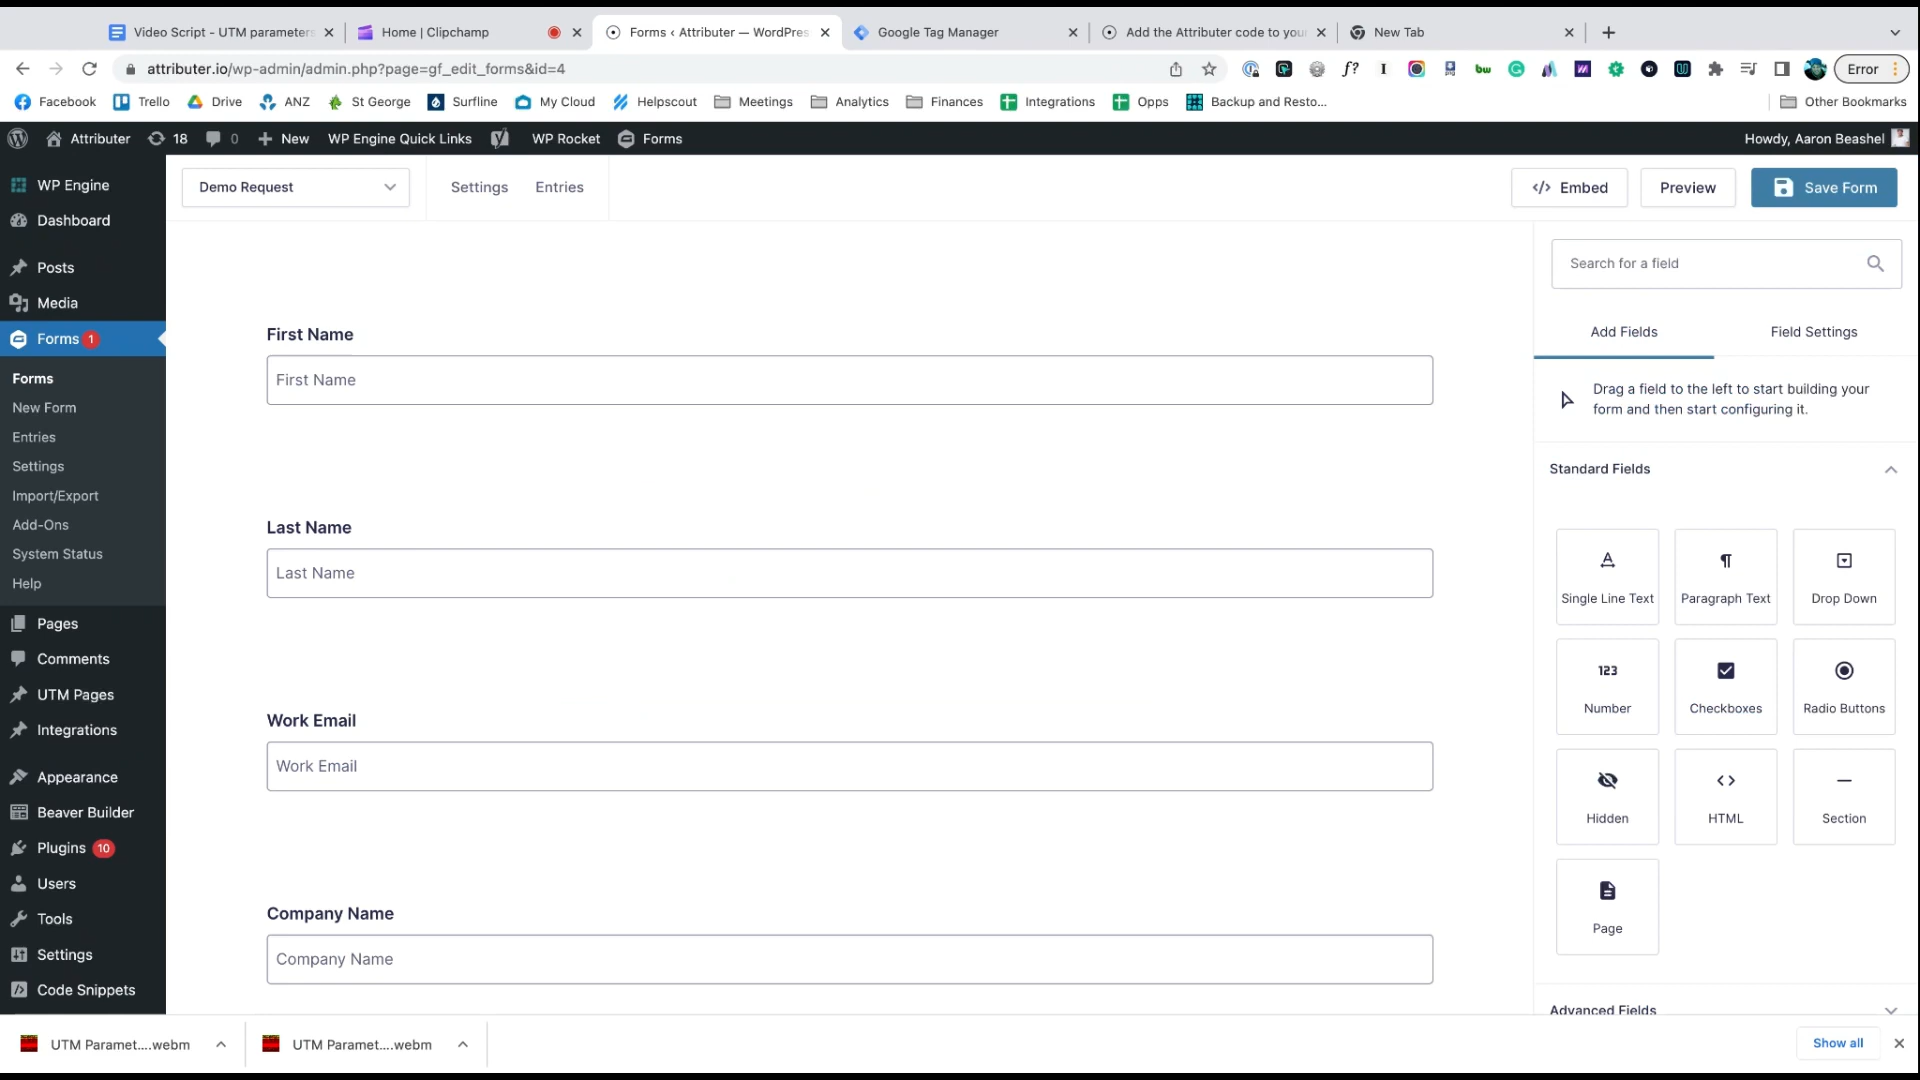 Video Script - UTM parameters
Home | Clipchamp
Forms ‹ Attributer — WordPres
Google Tag Manager
Add the Attributer code to you
New Tab
attributer.io/wp-admin/admin.php?page=gf_edit_forms&id=4
f?
I
bw
Error
Facebook
Trello
Drive
ANZ
St George
Surfline
My Cloud
Helpscout
Meetings
Analytics
Finances
Integrations
Opps
Backup and Resto...
Other Bookmarks
Attributer
18
0
New
WP Engine Quick Links
WP Rocket
Forms
Howdy, Aaron Beashel
WP Engine
Dashboard
Posts
Media
Forms 1
Forms
New Form
Entries
Settings
Import/Export
Add-Ons
System Status
Help
Pages
Comments
UTM Pages
Integrations
Appearance
Beaver Builder
Plugins 10
Users
Tools
Settings
Code Snippets
Demo Request
Settings
Entries
Embed
Preview
Save Form
First Name
First Name
Last Name
Last Name
Work Email
Work Email
Company Name
Company Name
Search for a field
Add Fields
Field Settings
Drag a field to the left to start building your
form and then start configuring it.
Standard Fields
Single Line Text
Paragraph Text
Drop Down
123
Number
Checkboxes
Radio Buttons
Hidden
HTML
Section
Page
Advanced Fields
UTM Paramet....webm
UTM Paramet....webm
Show all